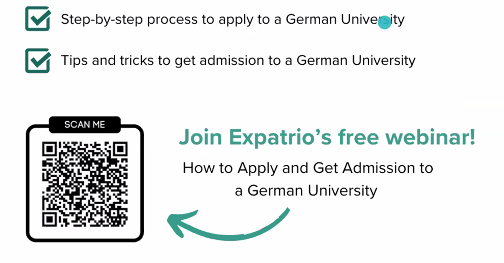 Step-by-step process to apply to a German University
Tips and tricks to get admission to a German University
SCAN ME
Join Expatrio's free webinar!
How to Apply and Get Admission to
a German University